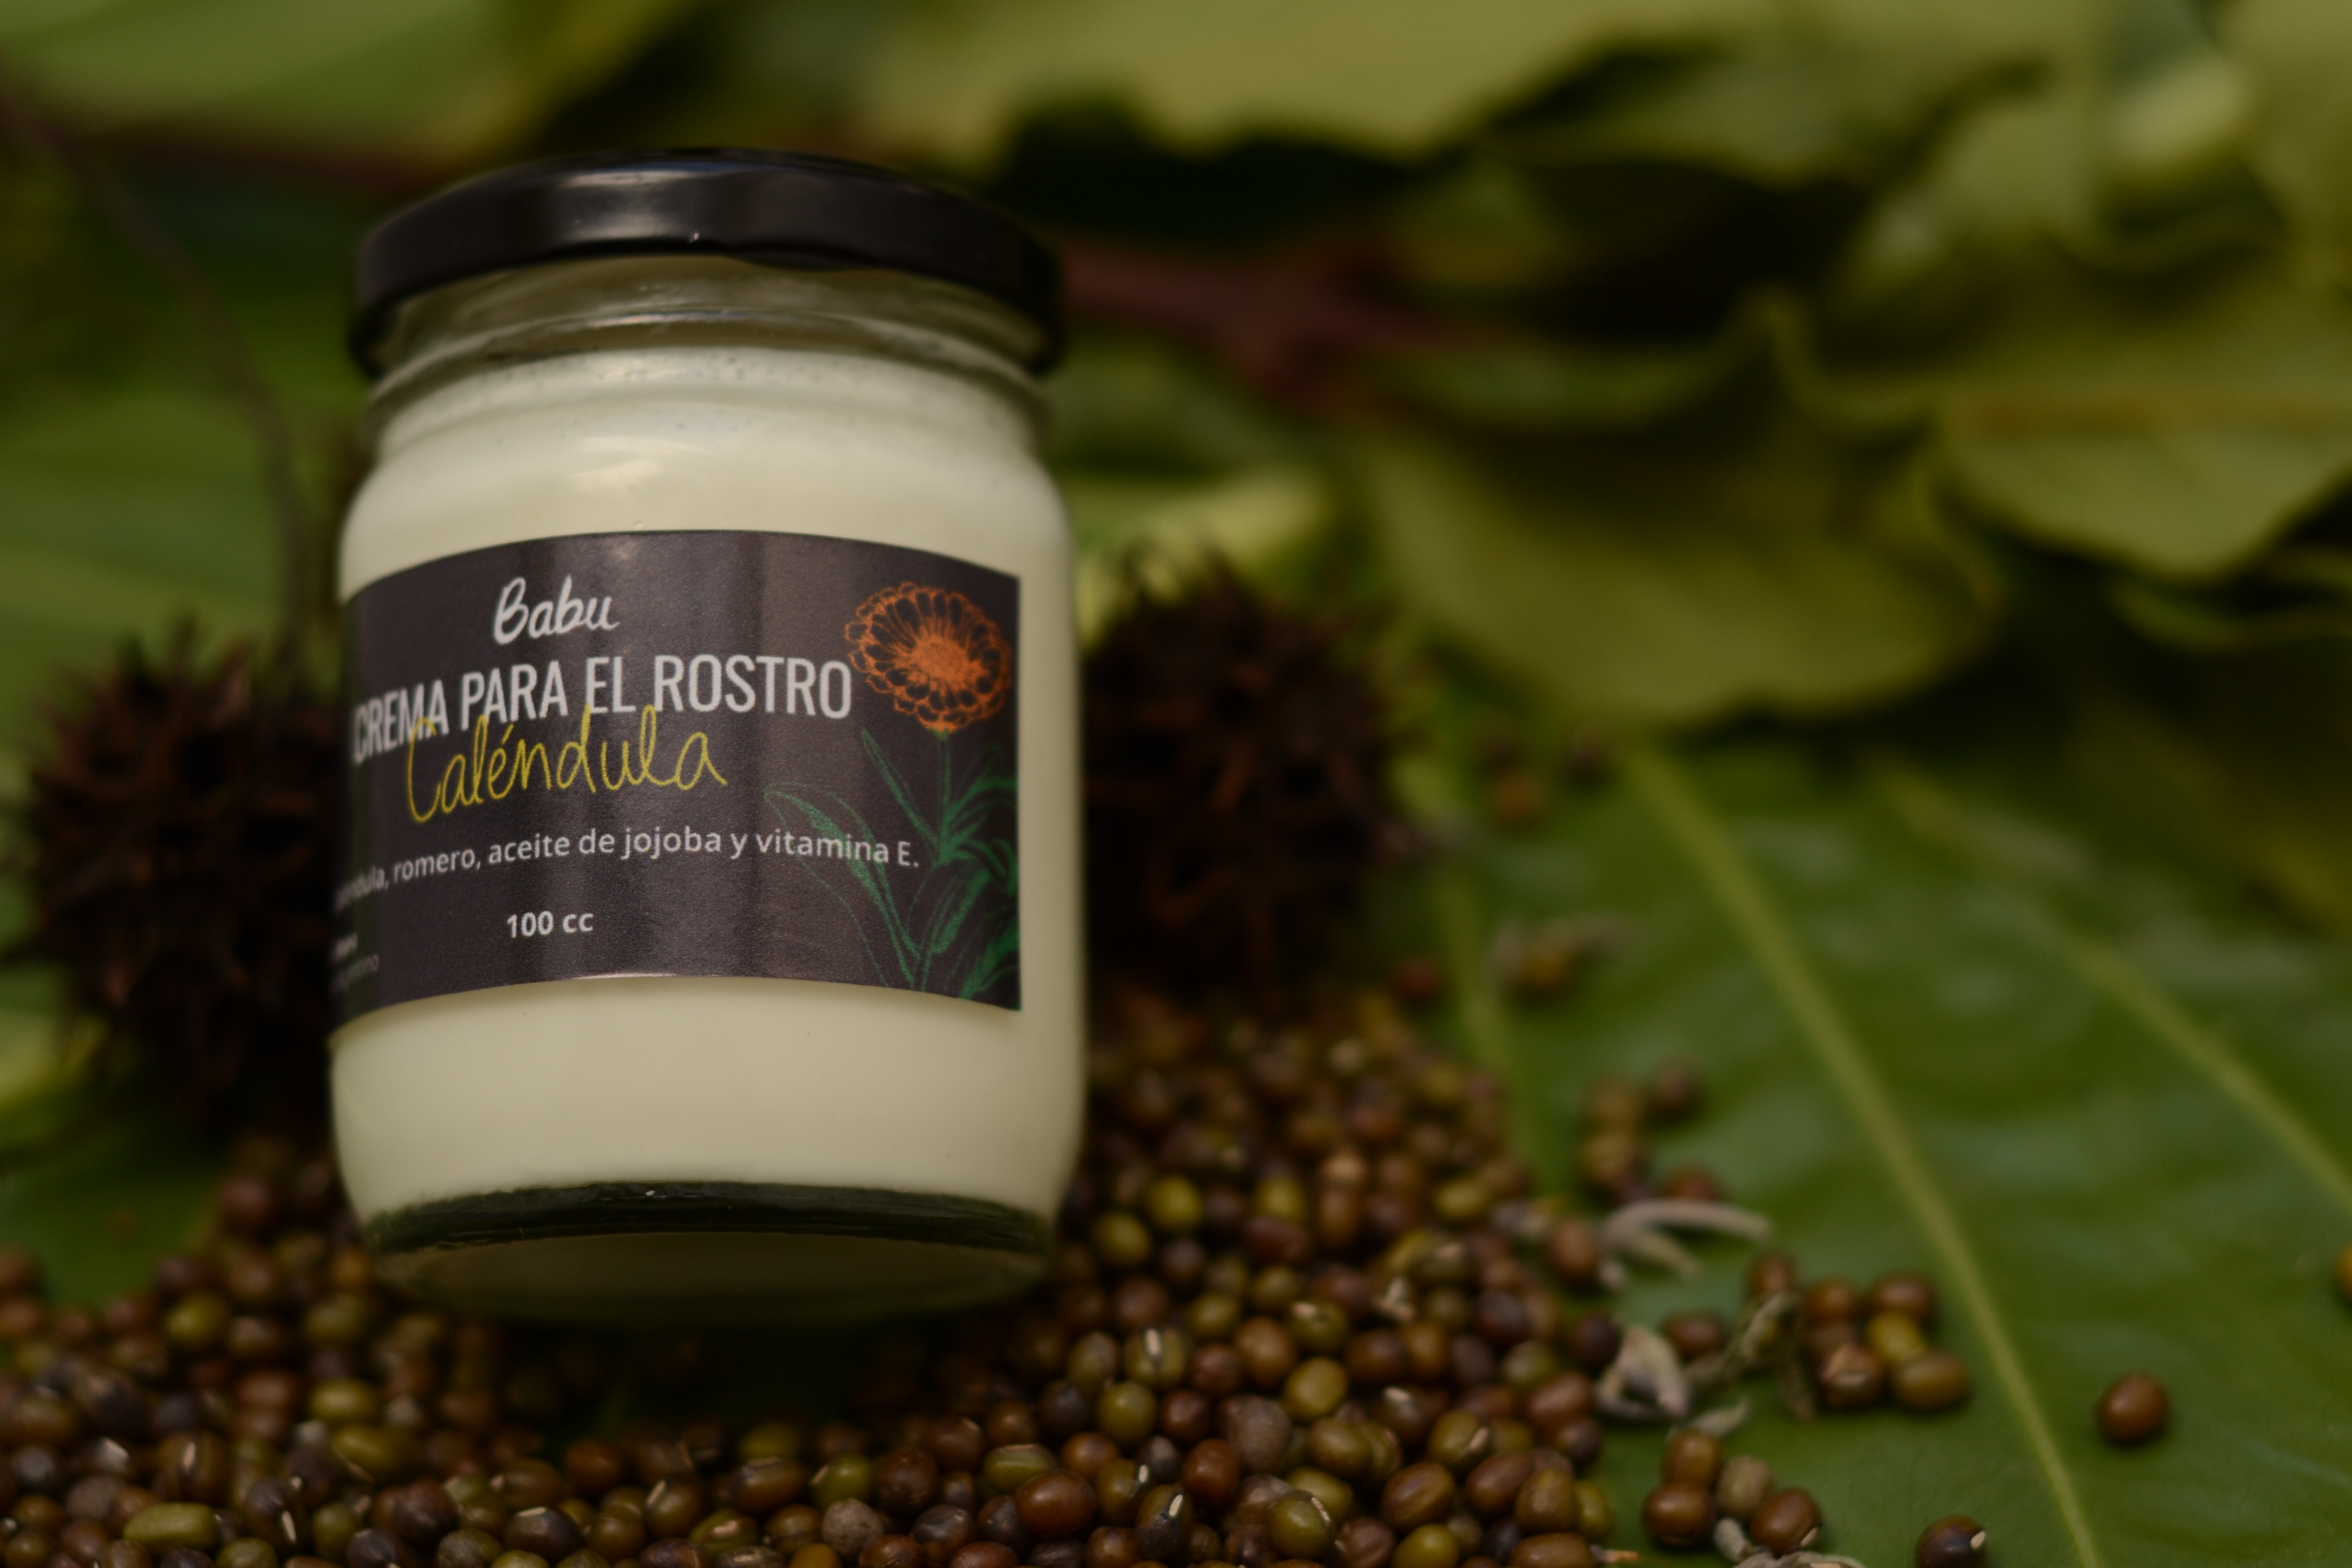 Babu
CREMA PARA EL ROSTRO
Caléndula
romero, aceite de jojoba y vitamina E.
100 cc